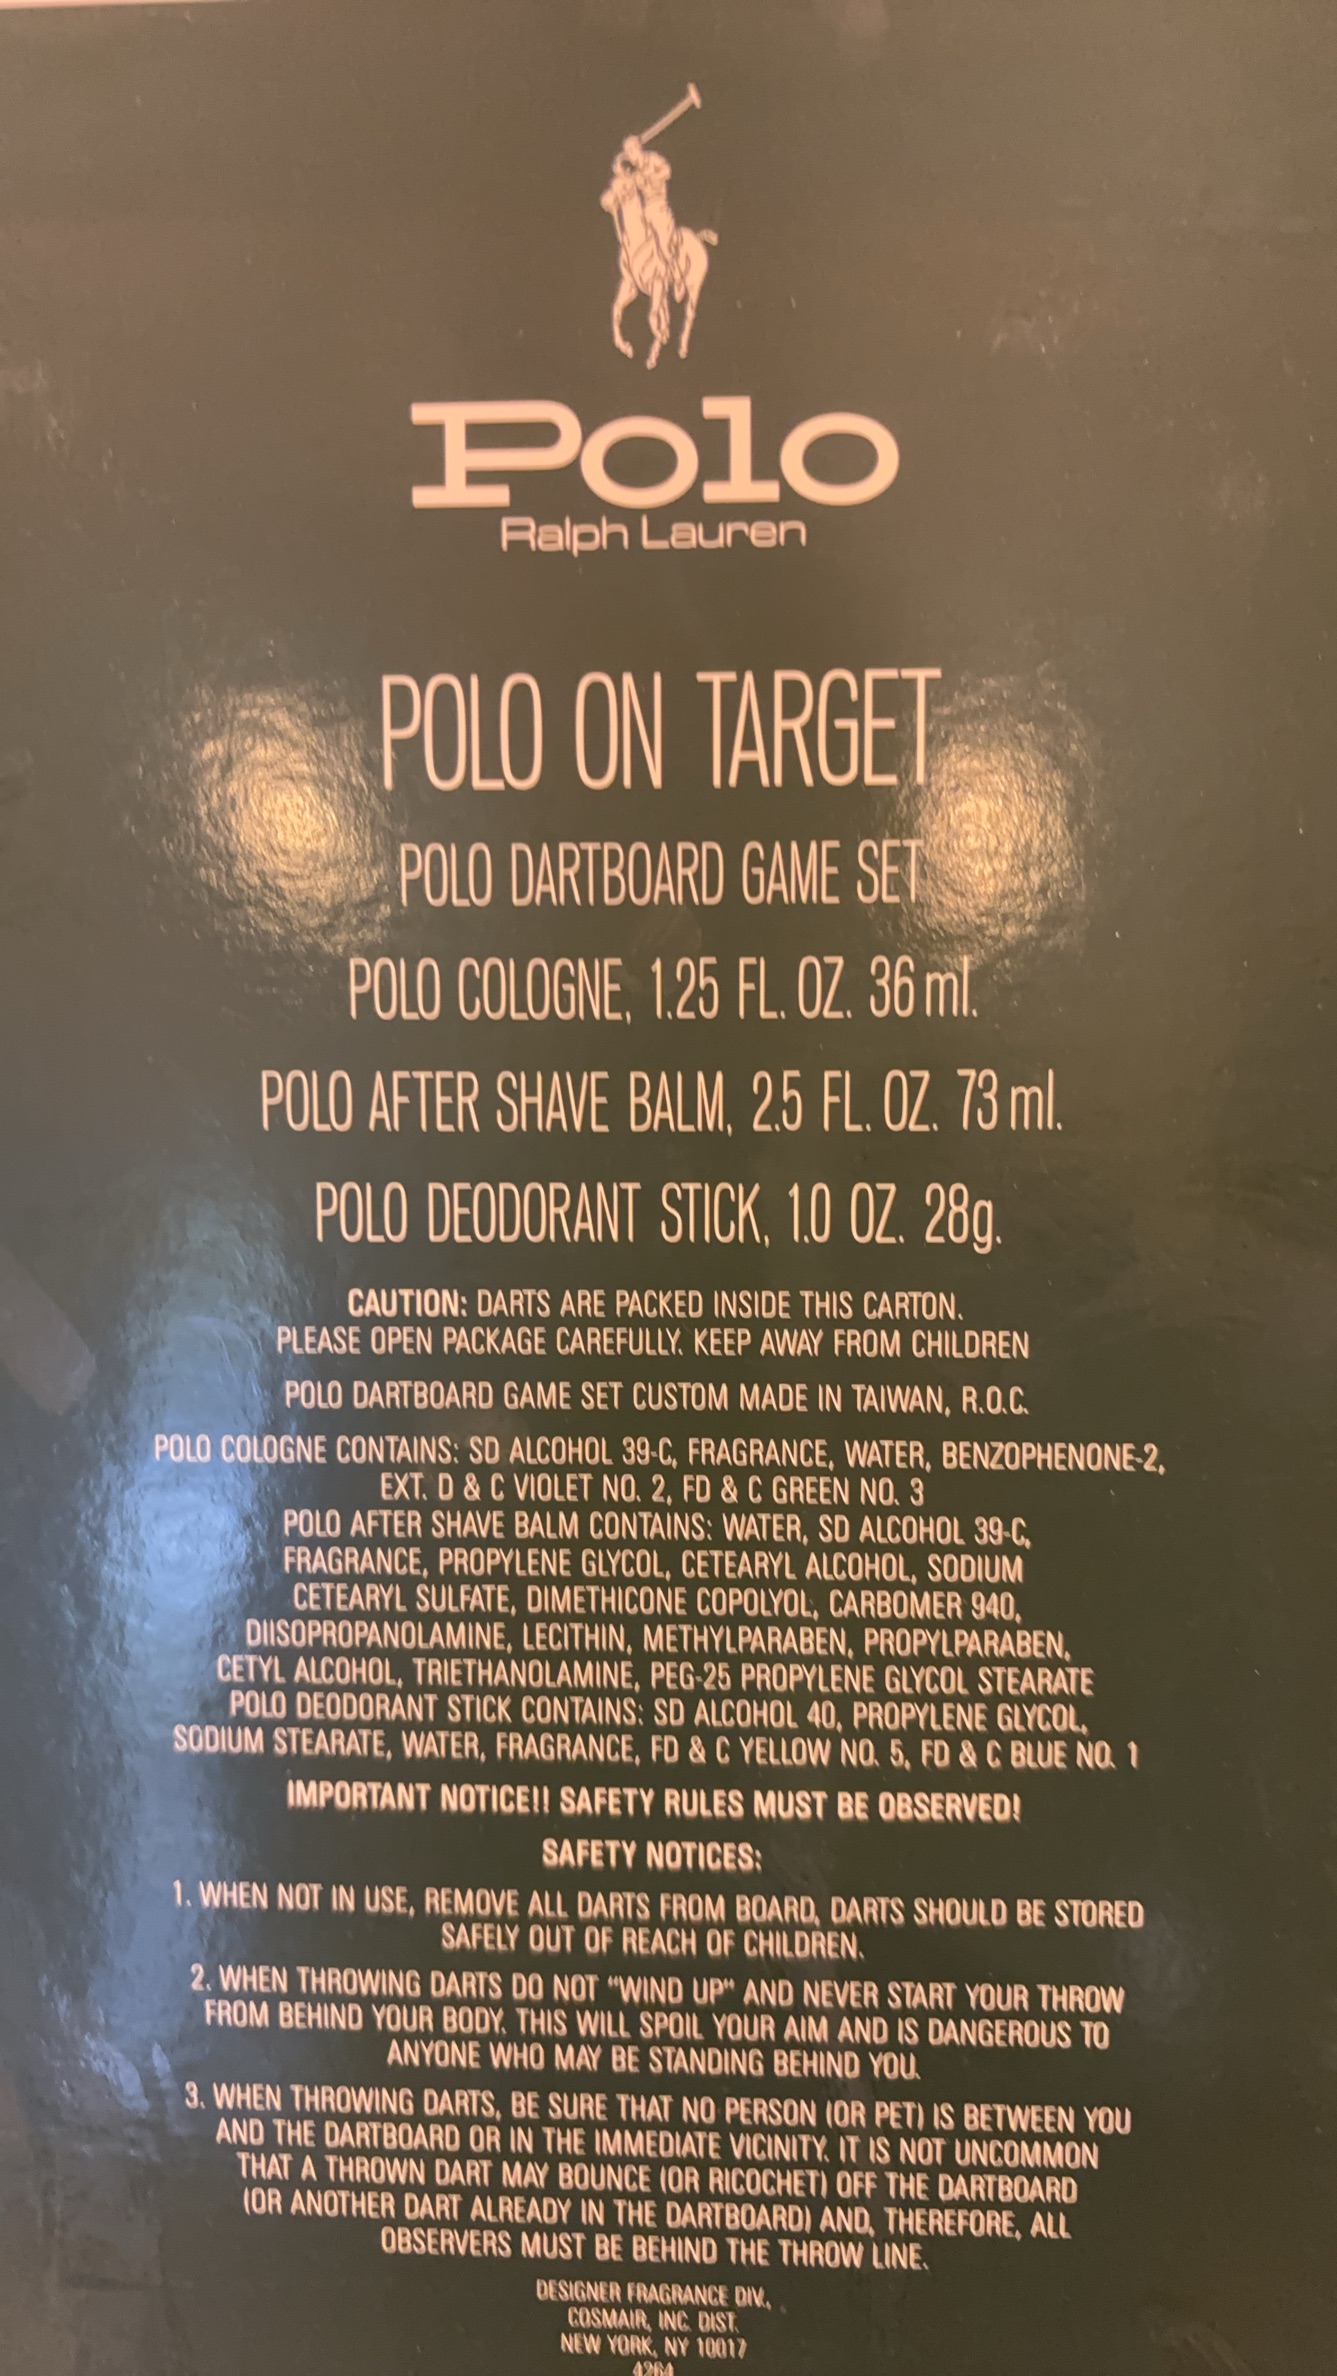 Polo
Ralph Lauren
POLO ON TARGET
POLO DARTBOARD GAME SET
POLO COLOGNE, 1.25 FL. OZ. 36 ml.
POLO AFTER SHAVE BALM, 2.5 FL. OZ. 73 ml.
POLO DEODORANT STICK, 1.0 OZ. 28g.
CAUTION: DARTS ARE PACKED INSIDE THIS CARTON.
PLEASE OPEN PACKAGE CAREFULLY. KEEP AWAY FROM CHILDREN
POLO DARTBOARD GAME SET CUSTOM MADE IN TAIWAN, R.O.C.
POLO COLOGNE CONTAINS: SD ALCOHOL 39-C, FRAGRANCE, WATER, BENZOPHENONE-2,
EXT. D & C VIOLET NO. 2, FD & C GREEN NO. 3
POLO AFTER SHAVE BALM CONTAINS: WATER, SD ALCOHOL 39-C,
FRAGRANCE, PROPYLENE GLYCOL, CETEARYL ALCOHOL, SODIUM
CETEARYL SULFATE, DIMETHICONE COPOLYOL, CARBOMER 940,
DIISOPROPANOLAMINE, LECITHIN, METHYLPARABEN, PROPYLPARABEN,
CETYL ALCOHOL, TRIETHANOLAMINE, PEG-25 PROPYLENE GLYCOL STEARATE
POLO DEODORANT STICK CONTAINS: SD ALCOHOL 40, PROPYLENE GLYCOL,
SODIUM STEARATE, WATER, FRAGRANCE, FD & C YELLOW NO. 5, FD & C BLUE NO. 1
IMPORTANT NOTICE!! SAFETY RULES MUST BE OBSERVED!
SAFETY NOTICES:
1. WHEN NOT IN USE, REMOVE ALL DARTS FROM BOARD, DARTS SHOULD BE STORED
SAFELY OUT OF REACH OF CHILDREN.
2. WHEN THROWING DARTS DO NOT "WIND UP" AND NEVER START YOUR THROW
FROM BEHIND YOUR BODY. THIS WILL SPOIL YOUR AIM AND IS DANGEROUS TO
ANYONE WHO MAY BE STANDING BEHIND YOU.
3. WHEN THROWING DARTS, BE SURE THAT NO PERSON (OR PET) IS BETWEEN YOU
AND THE DARTBOARD OR IN THE IMMEDIATE VICINITY. IT IS NOT UNCOMMON
THAT A THROWN DART MAY BOUNCE (OR RICOCHET) OFF THE DARTBOARD
(OR ANOTHER DART ALREADY IN THE DARTBOARD) AND, THEREFORE, ALL
OBSERVERS MUST BE BEHIND THE THROW LINE.
DESIGNER FRAGRANCE DIV.,
COSMAIR, INC. DIST.
NEW YORK, NY 10017
4264